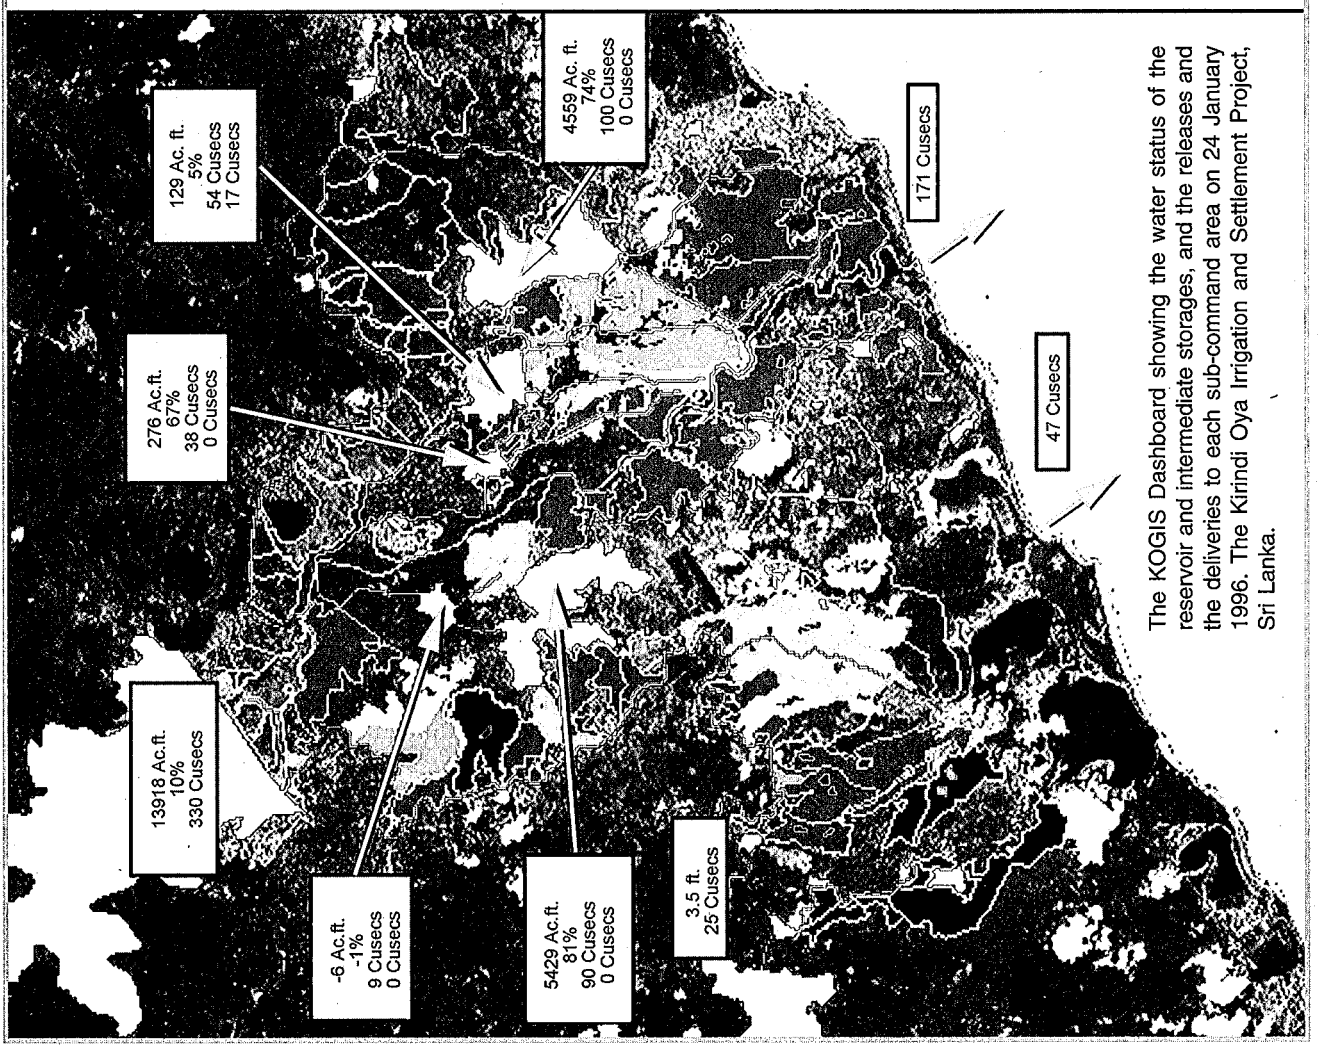 129 Ac. ft.
5%
54 Cusecs
17 Cusecs
4559 Ac. ft.
74%
100 Cusecs
0 Cusecs
276 Ac.ft.
67%
38 Cusecs
0 Cusecs
13918 Ac.ft.
10%
330 Cusecs
-6 Ac.ft.
-1%
9 Cusecs
0 Cusecs
5429 Ac.ft.
81%
90 Cusecs
0 Cusecs
3.5 ft.
25 Cusecs
171 Cusecs
47 Cusecs
The KOGIS Dashboard showing the water status of the
reservoir and intermediate storages, and the releases and
the deliveries to each sub-command area on 24 January
1996. The Kirindi Oya Irrigation and Settlement Project,
Sri Lanka.